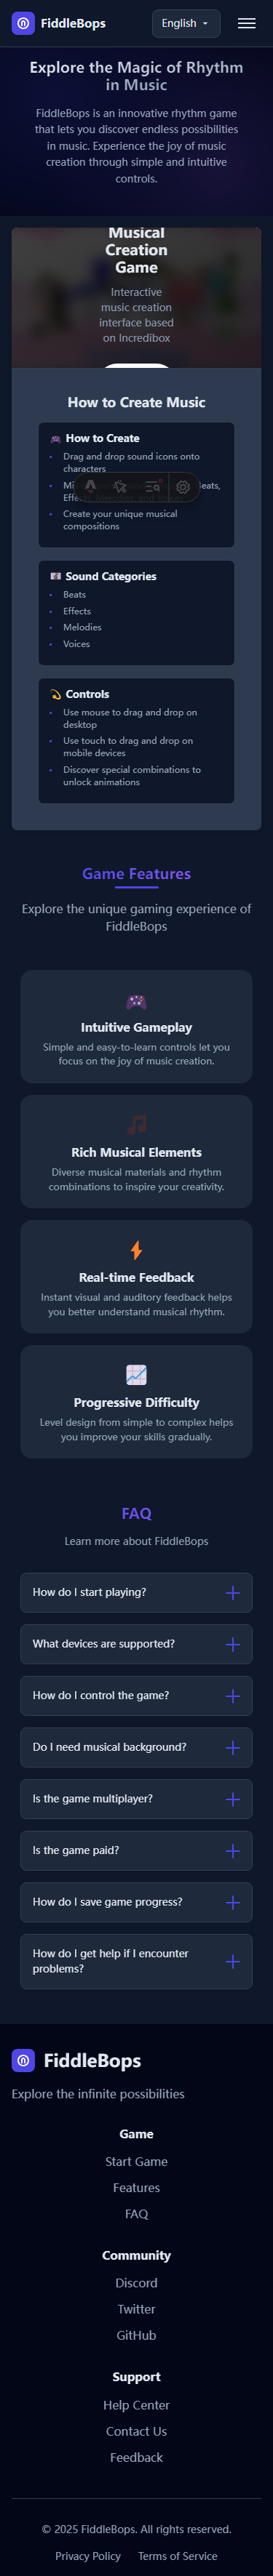 FiddleBops
English
Explore the Magic of Rhythm
in Music
FiddleBops is an innovative rhythm game
that lets you discover endless possibilities
in music. Experience the joy of music
creation through simple and intuitive
controls.
Musical
Creation
Game
Interactive
music creation
interface based
on Incredibox
How to Create Music
🎮 How to Create
Drag and drop sound icons onto
characters
Beats,
Create your unique musical
compositions
Sound Categories
Beats
Effects
Melodies
Voices
Controls
Use mouse to drag and drop on
desktop
Use touch to drag and drop on
mobile devices
Discover special combinations to
unlock animations
Game Features
Explore the unique gaming experience of
FiddleBops
Intuitive Gameplay
Simple and easy-to-learn controls let you
focus on the joy of music creation.
Rich Musical Elements
Diverse musical materials and rhythm
combinations to inspire your creativity.
Real-time Feedback
Instant visual and auditory feedback helps
you better understand musical rhythm.
Progressive Difficulty
Level design from simple to complex helps
you improve your skills gradually.
FAQ
Learn more about FiddleBops
How do I start playing?
What devices are supported?
How do I control the game?
Do I need musical background?
Is the game multiplayer?
Is the game paid?
How do I save game progress?
How do I get help if I encounter
problems?
FiddleBops
Explore the infinite possibilities
Game
Start Game
Features
FAQ
Community
Discord
Twitter
GitHub
Support
Help Center
Contact Us
Feedback
© 2025 FiddleBops. All rights reserved.
Privacy Policy Terms of Service